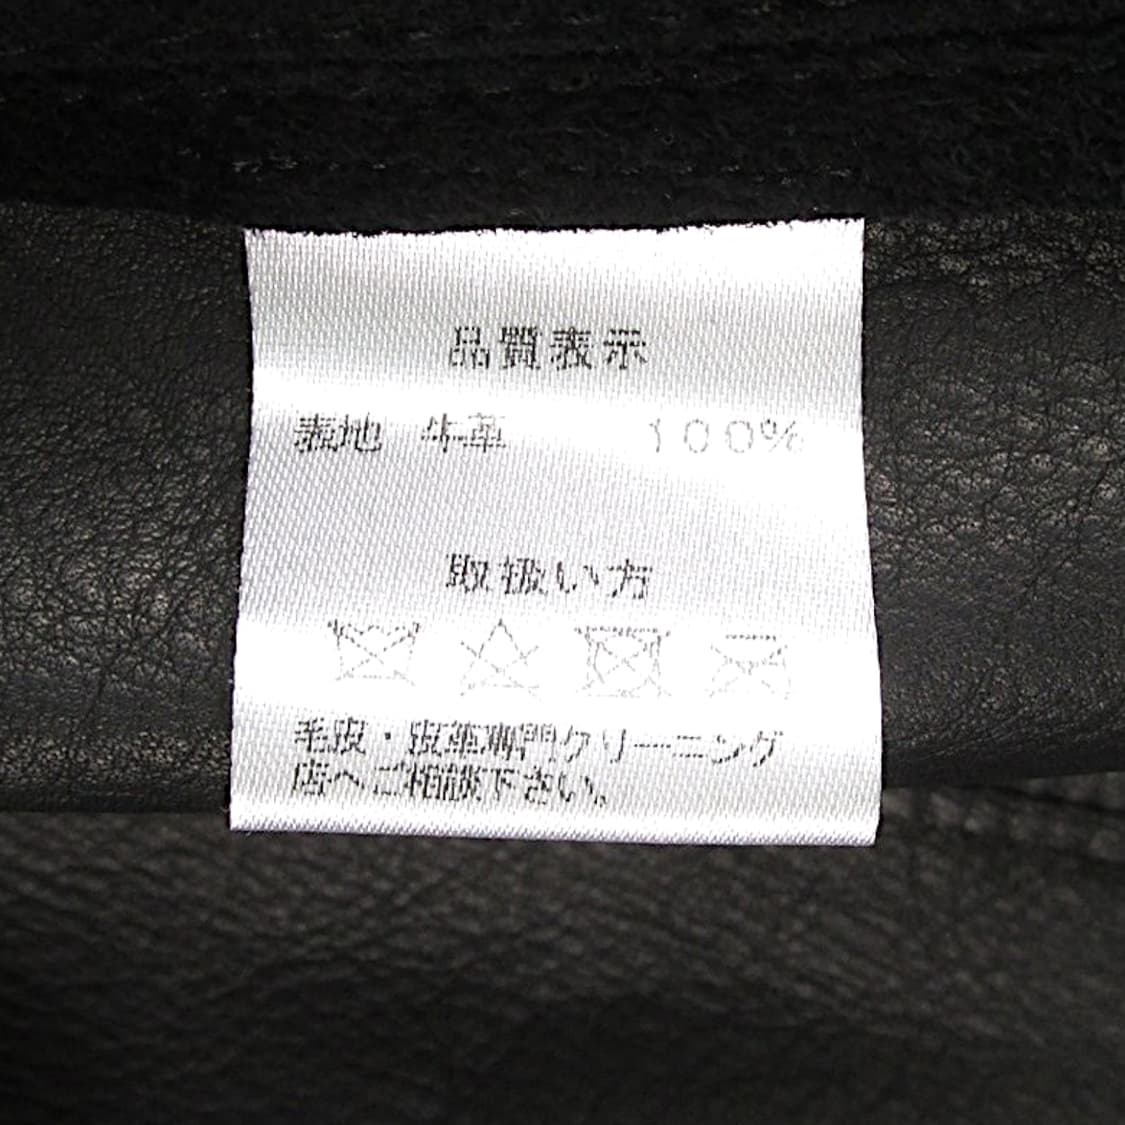 品質表示
表地 牛革 100%
取扱い方
毛皮・皮革専門クリーニング
店へご相談下さい。